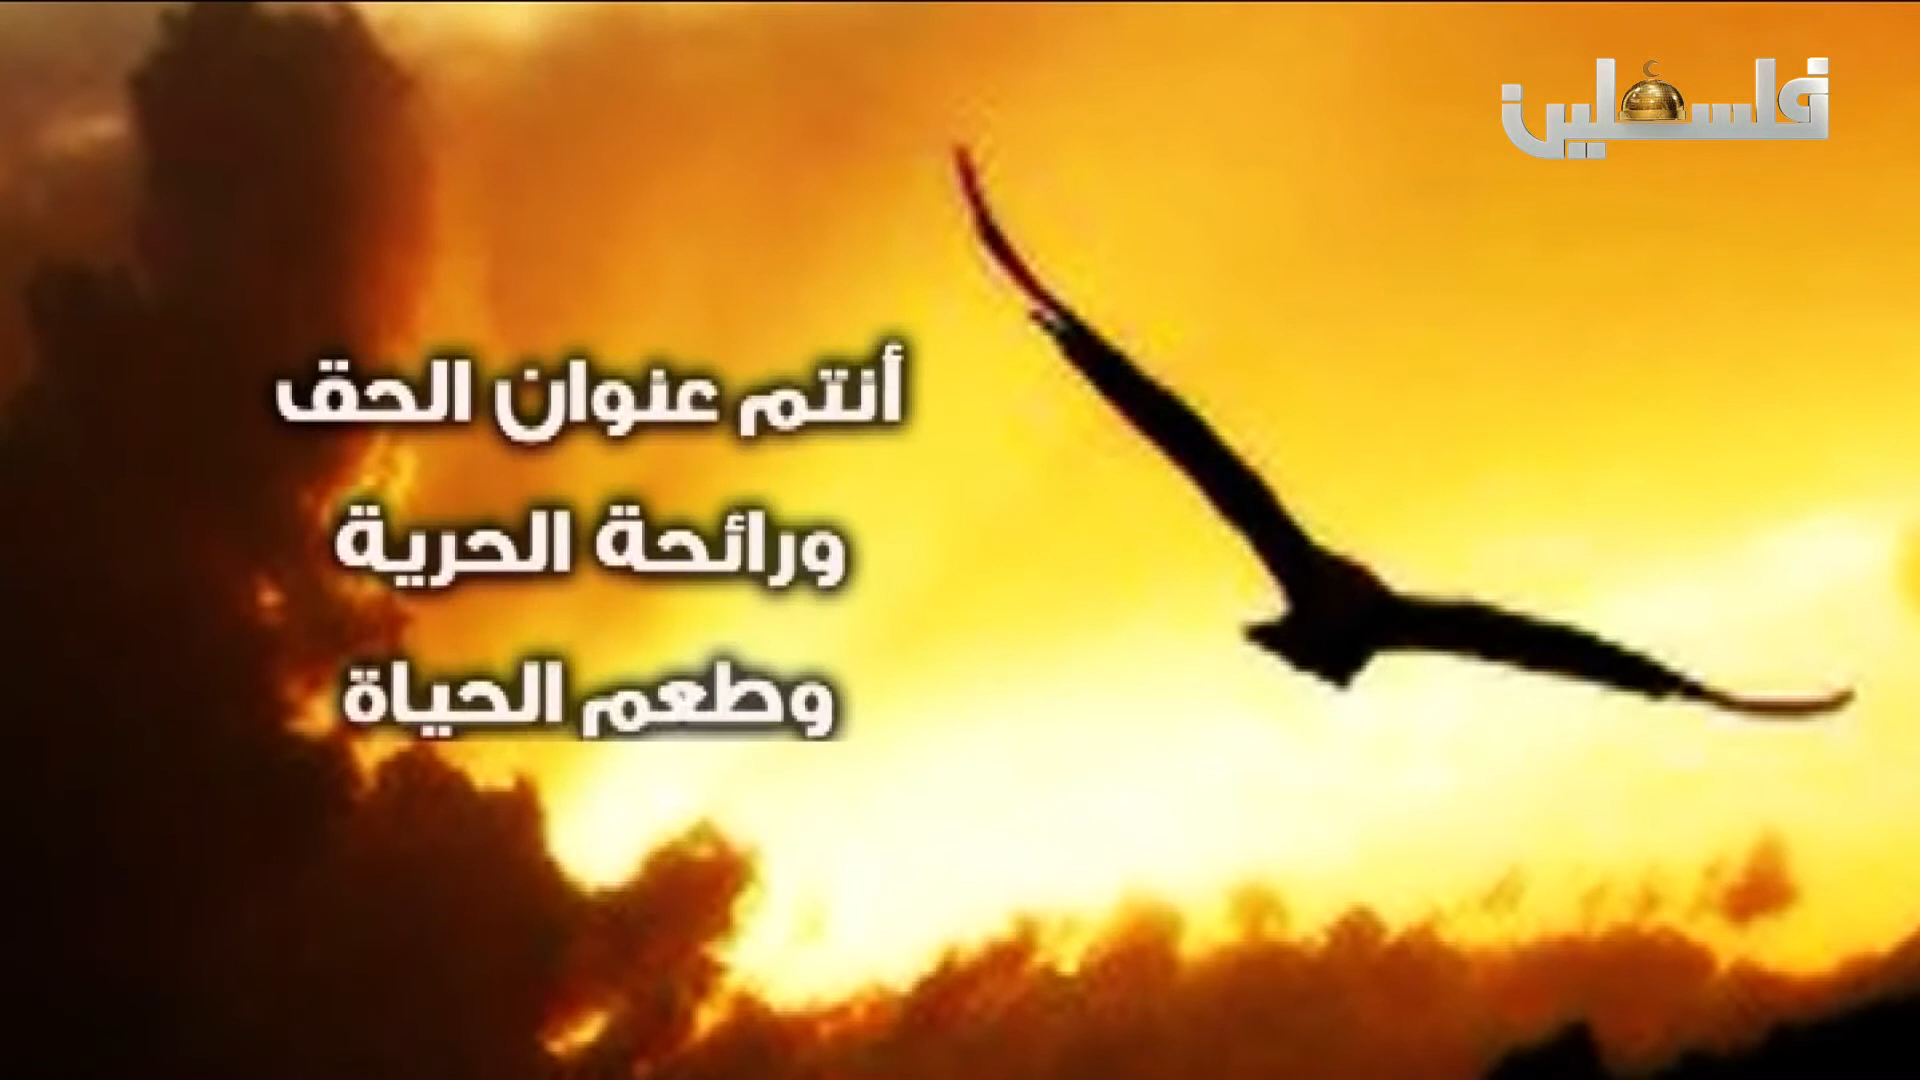 فلسطين
أنتم عنوان الحق
ورائحة الحرية
وطعم الحياة